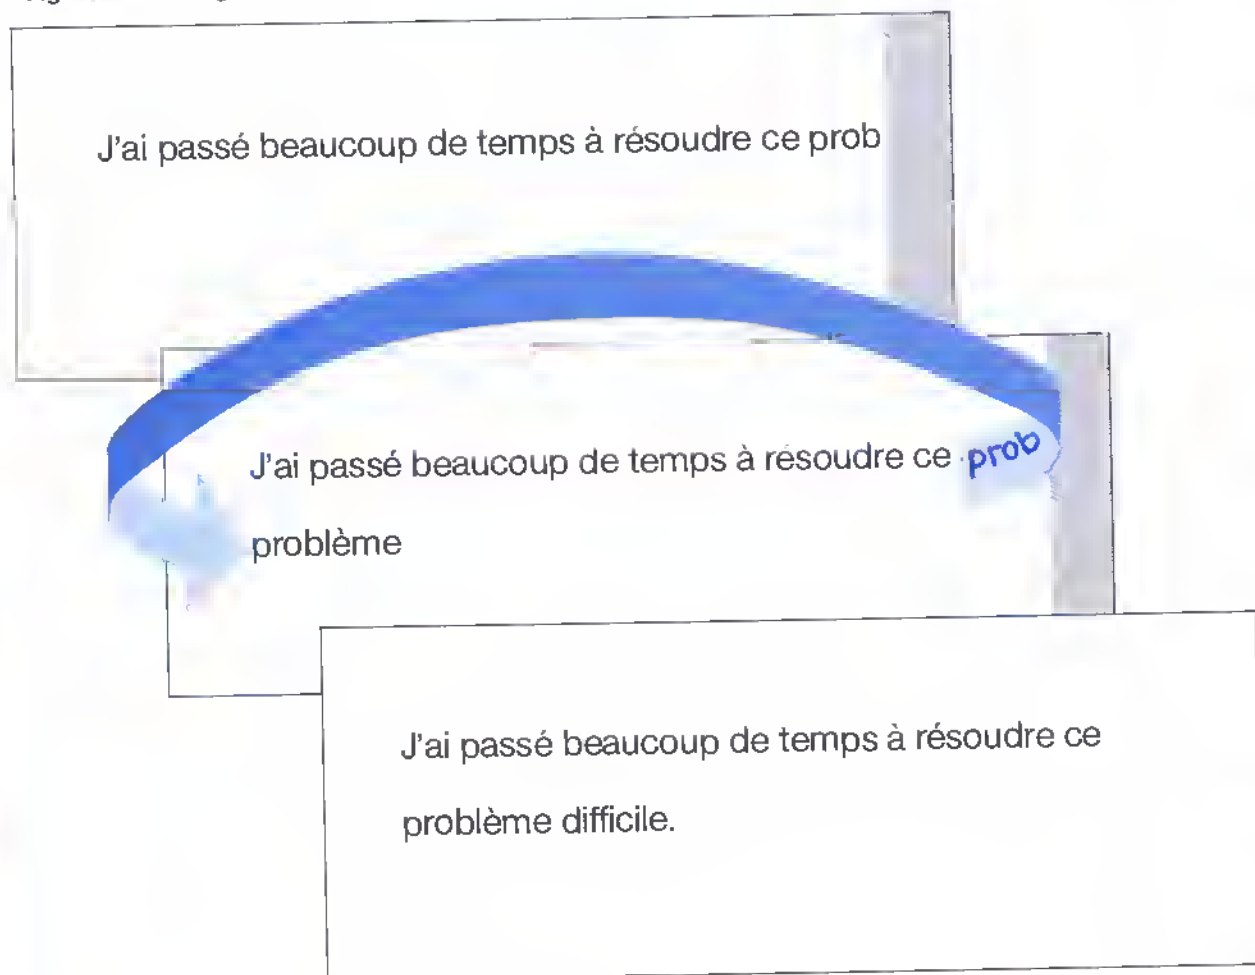 J'ai passé beaucoup de temps à résoudre ce prob
J'ai passé beaucoup de temps à résoudre ce prob
problème
J'ai passé beaucoup de temps à résoudre ce
problème difficile.